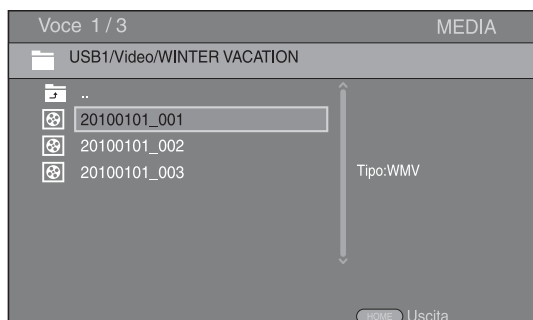 Voce 1 / 3 MEDIA
USB1/Video/WINTER VACATION
..
20100101_001
20100101_002
20100101_003
Tipo:WMV
HOME Uscita